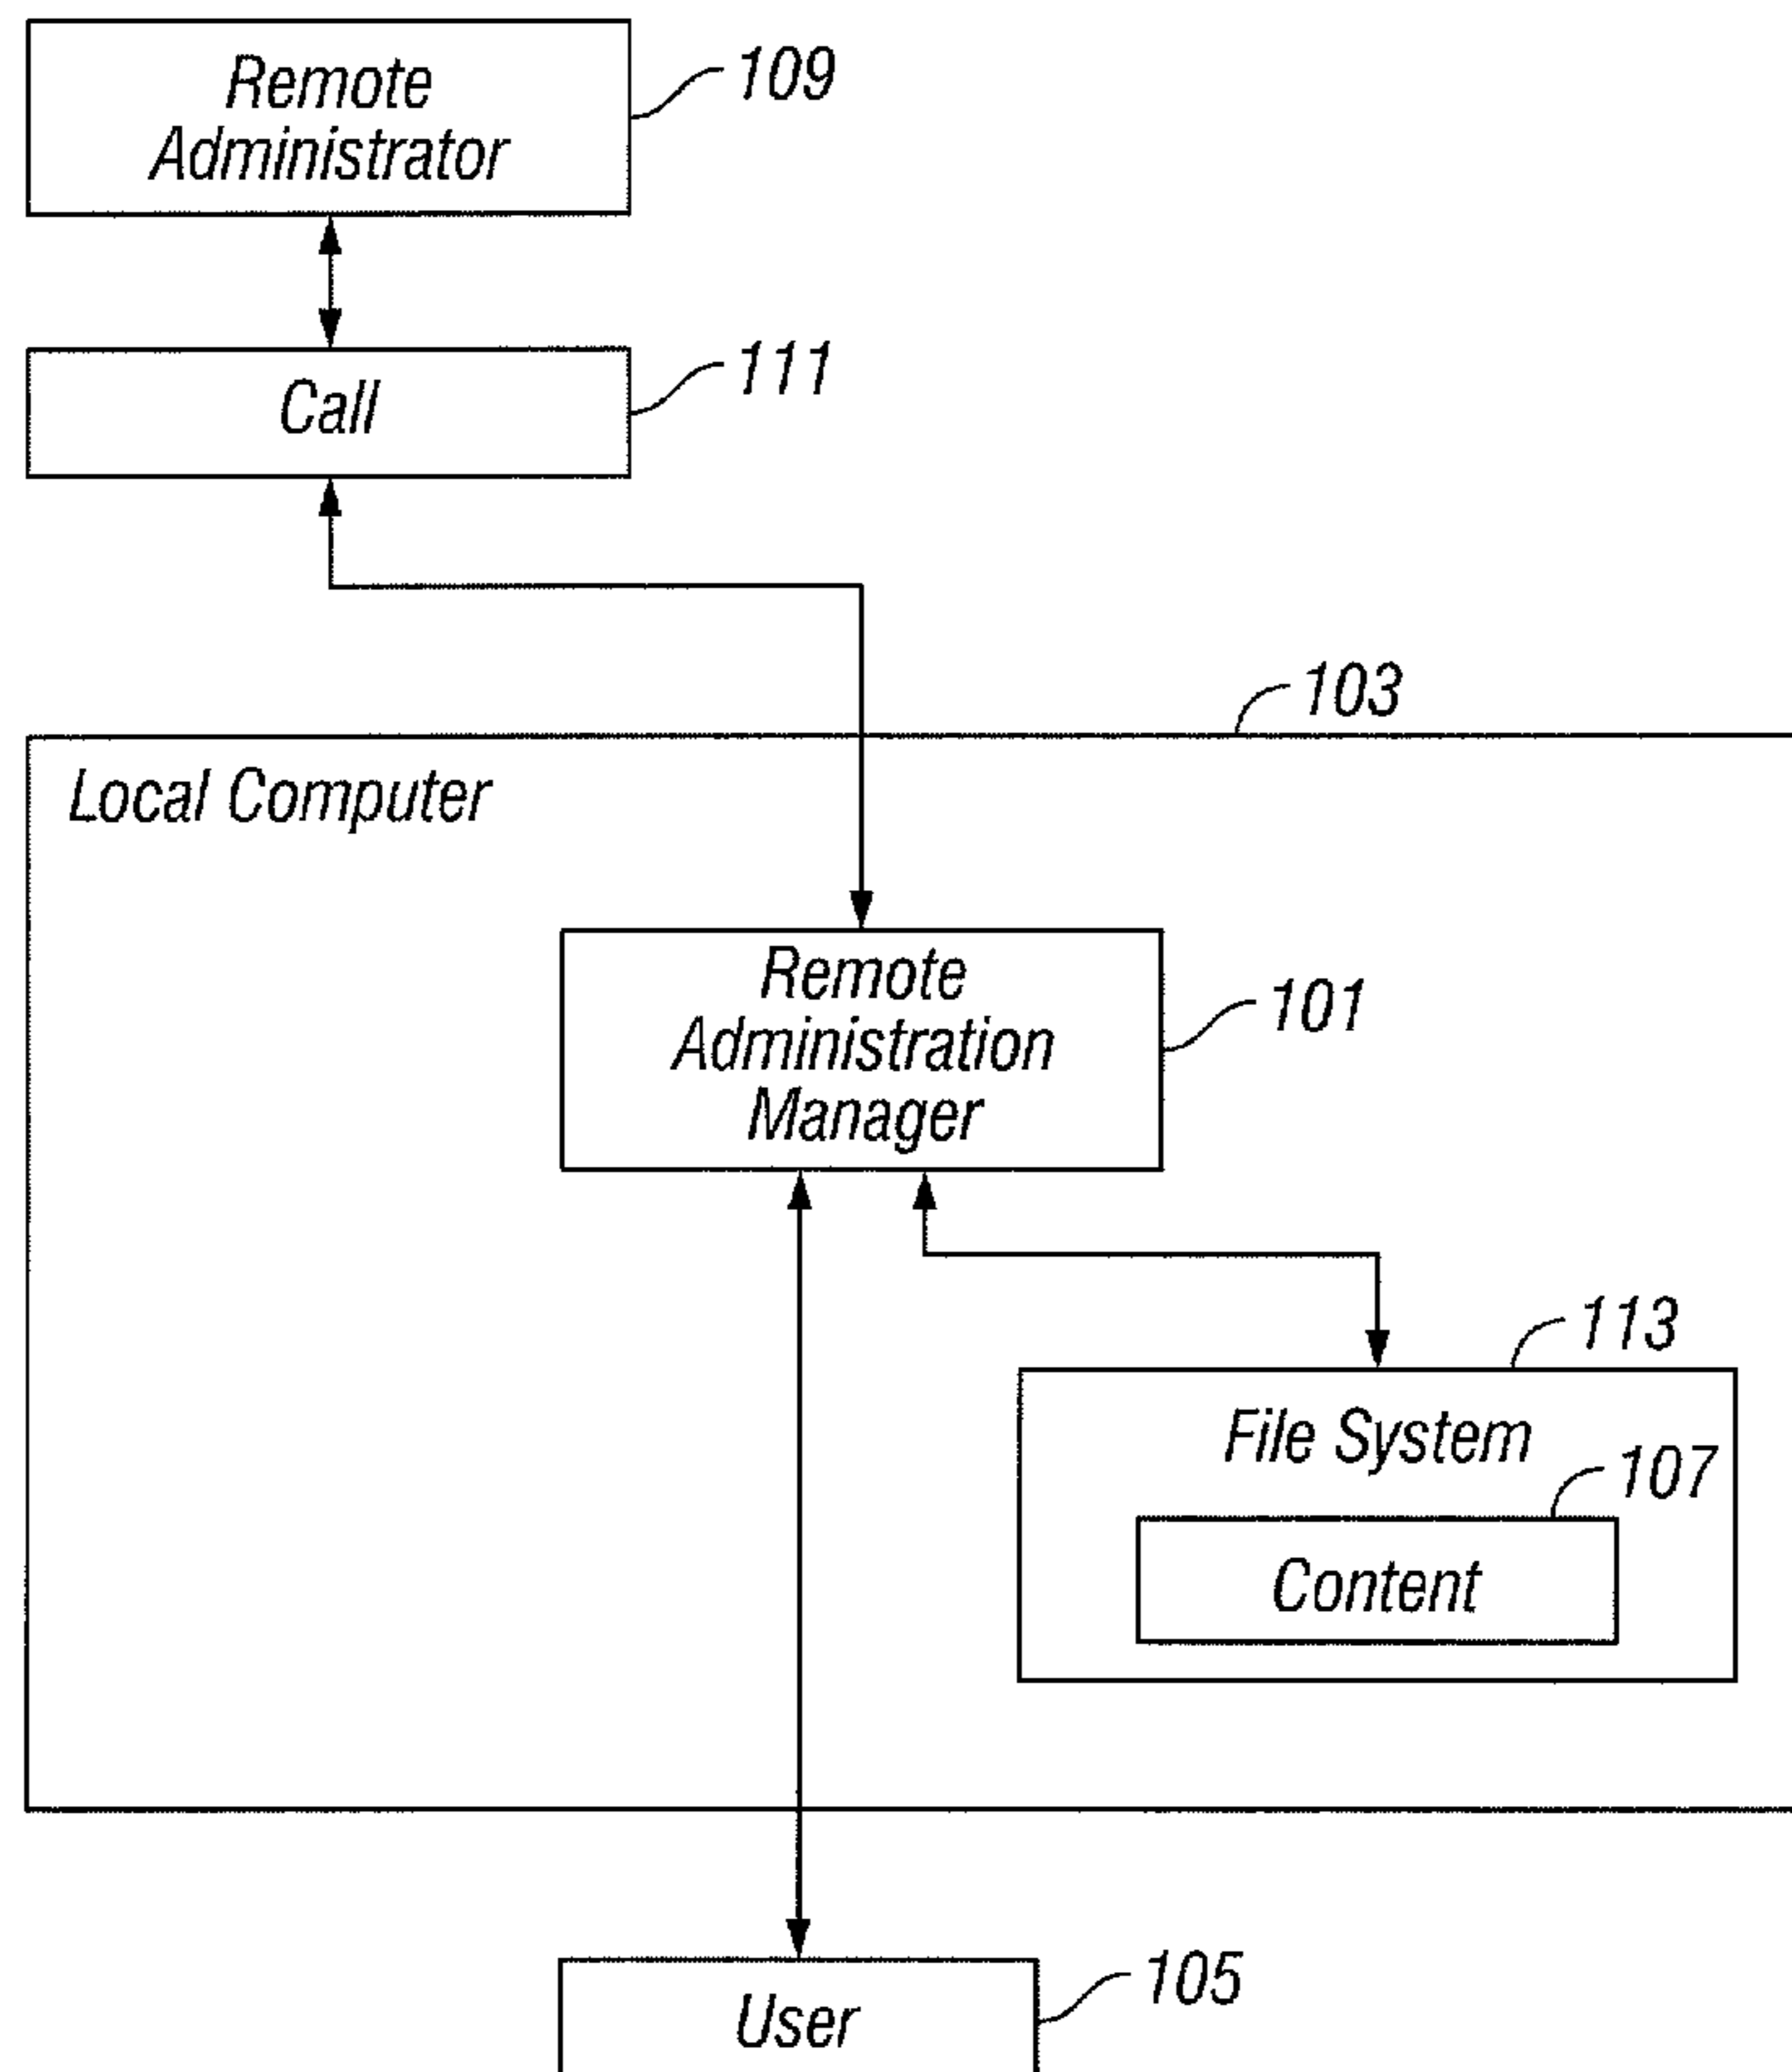 Remote
Administrator
109
Call
111
103
Local Computer
Remote
Administration
Manager
101
113
File System
107
Content
105
User